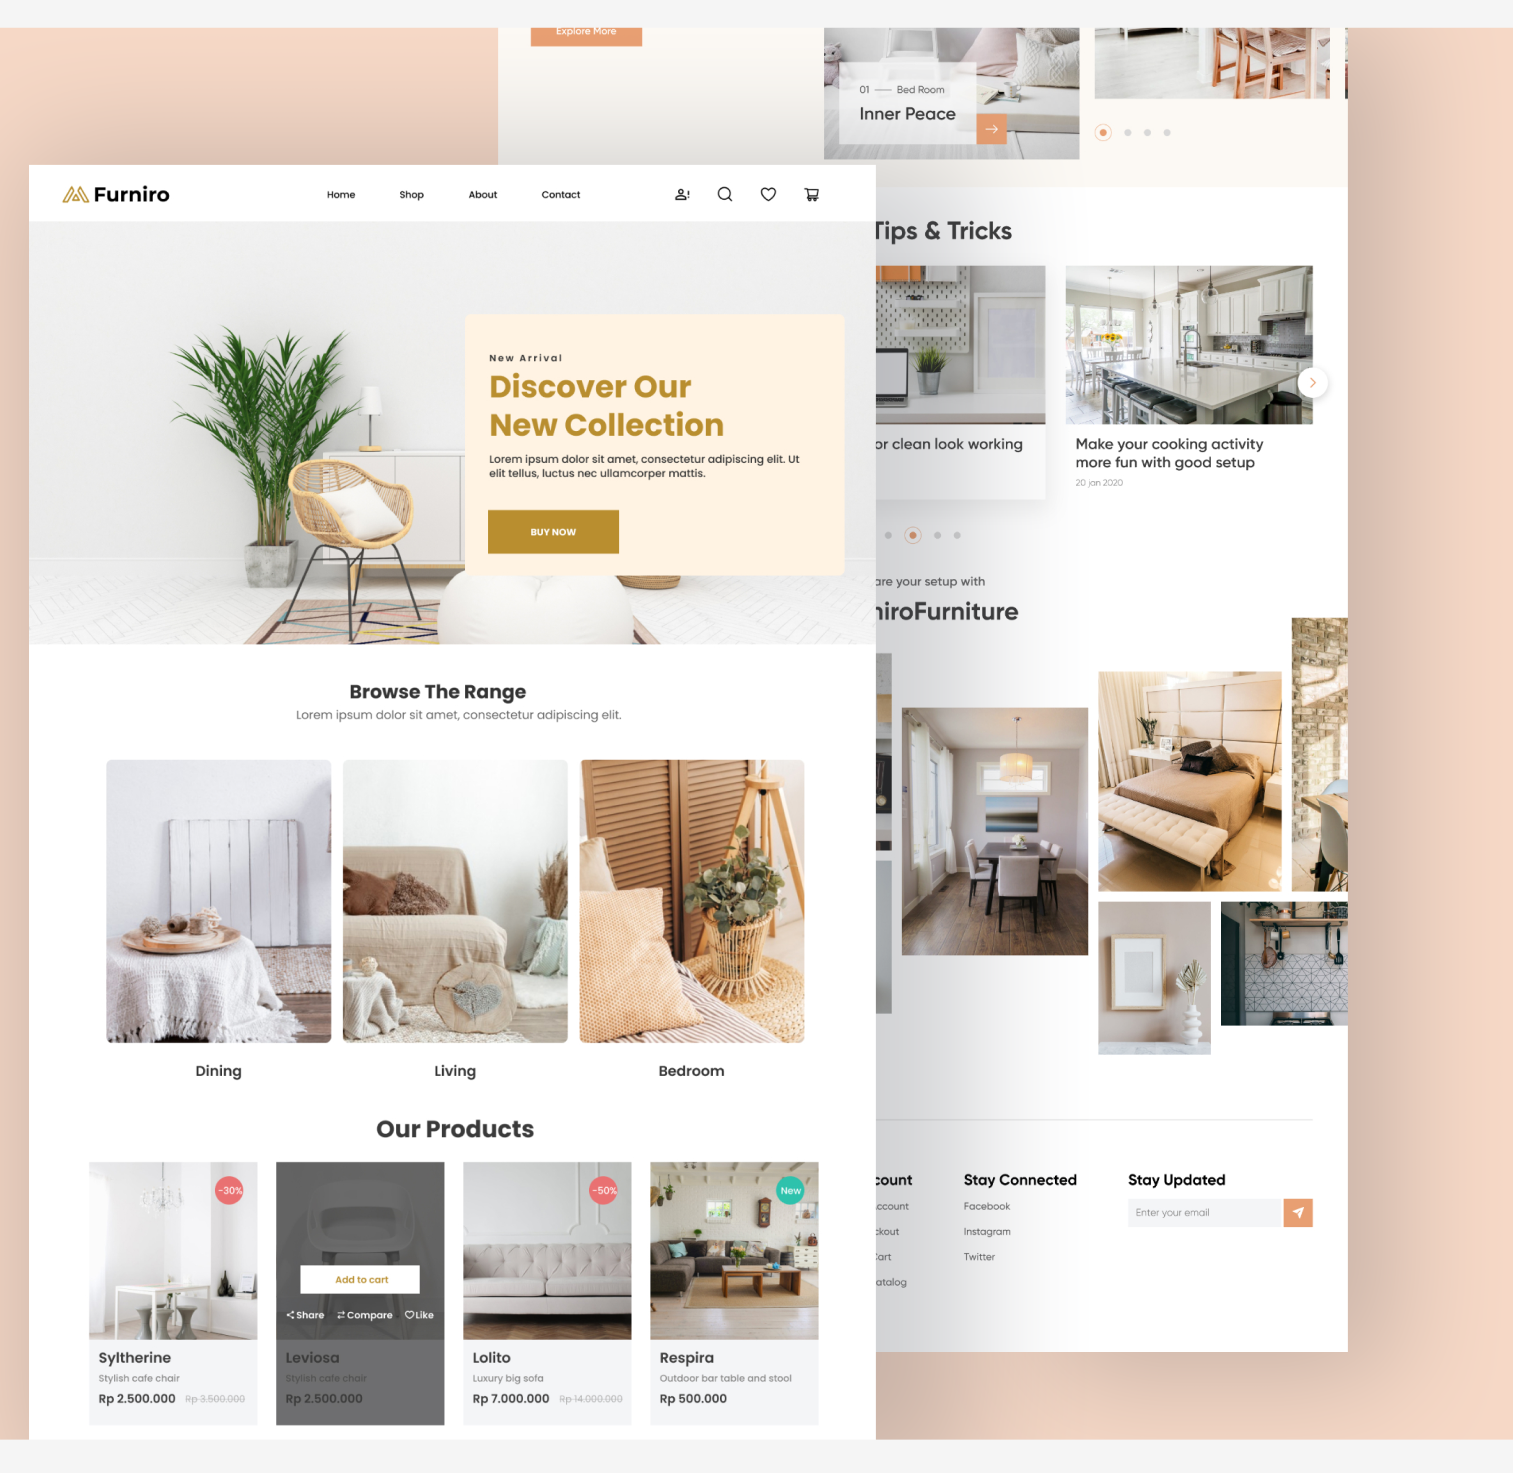 Explore More
01 — Bed Room
Inner Peace
Furniro
Home
Shop
About
Contact
New Arrival
Discover Our
New Collection
Lorem ipsum dolor sit amet, consectetur adipiscing elit. Ut
elit tellus, luctus nec ullamcorper mattis.
BUY NOW
Browse The Range
Lorem ipsum dolor sit amet, consectetur adipiscing elit.
Dining
Living
Bedroom
Our Products
-30%
Syltherine
Stylish cafe chair
Rp 2.500.000 Rp 3.500.000
Add to cart
Share Compare Like
Leviosa
Stylish cafe chair
Rp 2.500.000
-50%
Lolito
Luxury big sofa
Rp 7.000.000 Rp 14.000.000
New
Respira
Outdoor bar table and stool
Rp 500.000
Tips & Tricks
or clean look working
Make your cooking activity
more fun with good setup
20 jan 2020
are your setup with
niroFurniture
count
ccount
ckout
Cart
atalog
Stay Connected
Facebook
Instagram
Twitter
Stay Updated
Enter your email